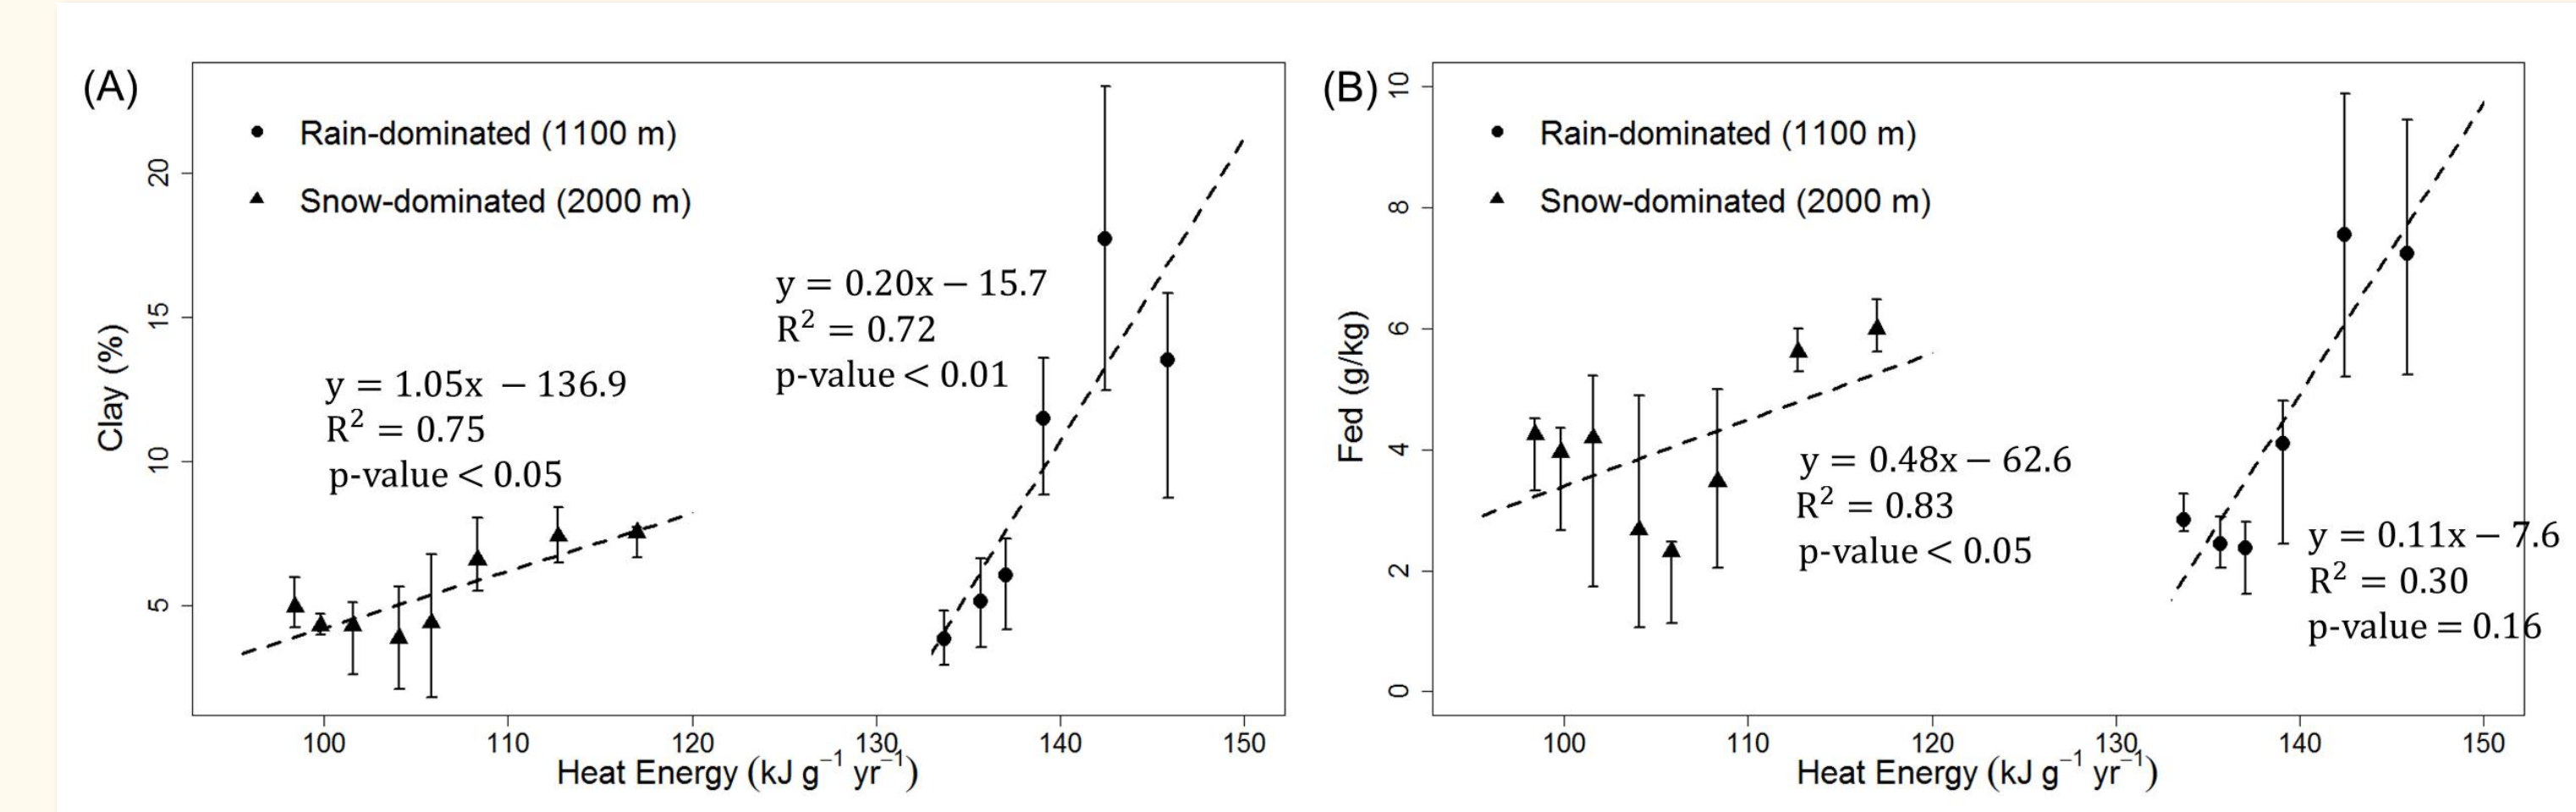 (A)
Rain-dominated (1100 m)
Snow-dominated (2000 m)
y = 0.20x − 15.7
R² = 0.72
p-value < 0.01
y = 1.05x − 136.9
R² = 0.75
p-value < 0.05
Clay (%)
20
15
10
5
100 110 120 130 140 150
Heat Energy (kJ g⁻¹ yr⁻¹)
(B)
Rain-dominated (1100 m)
Snow-dominated (2000 m)
y = 0.48x − 62.6
R² = 0.83
p-value < 0.05
y = 0.11x − 7.6
R² = 0.30
p-value = 0.16
Fed (g/kg)
10
8
6
4
2
0
100 110 120 130 140 150
Heat Energy (kJ g⁻¹ yr⁻¹)